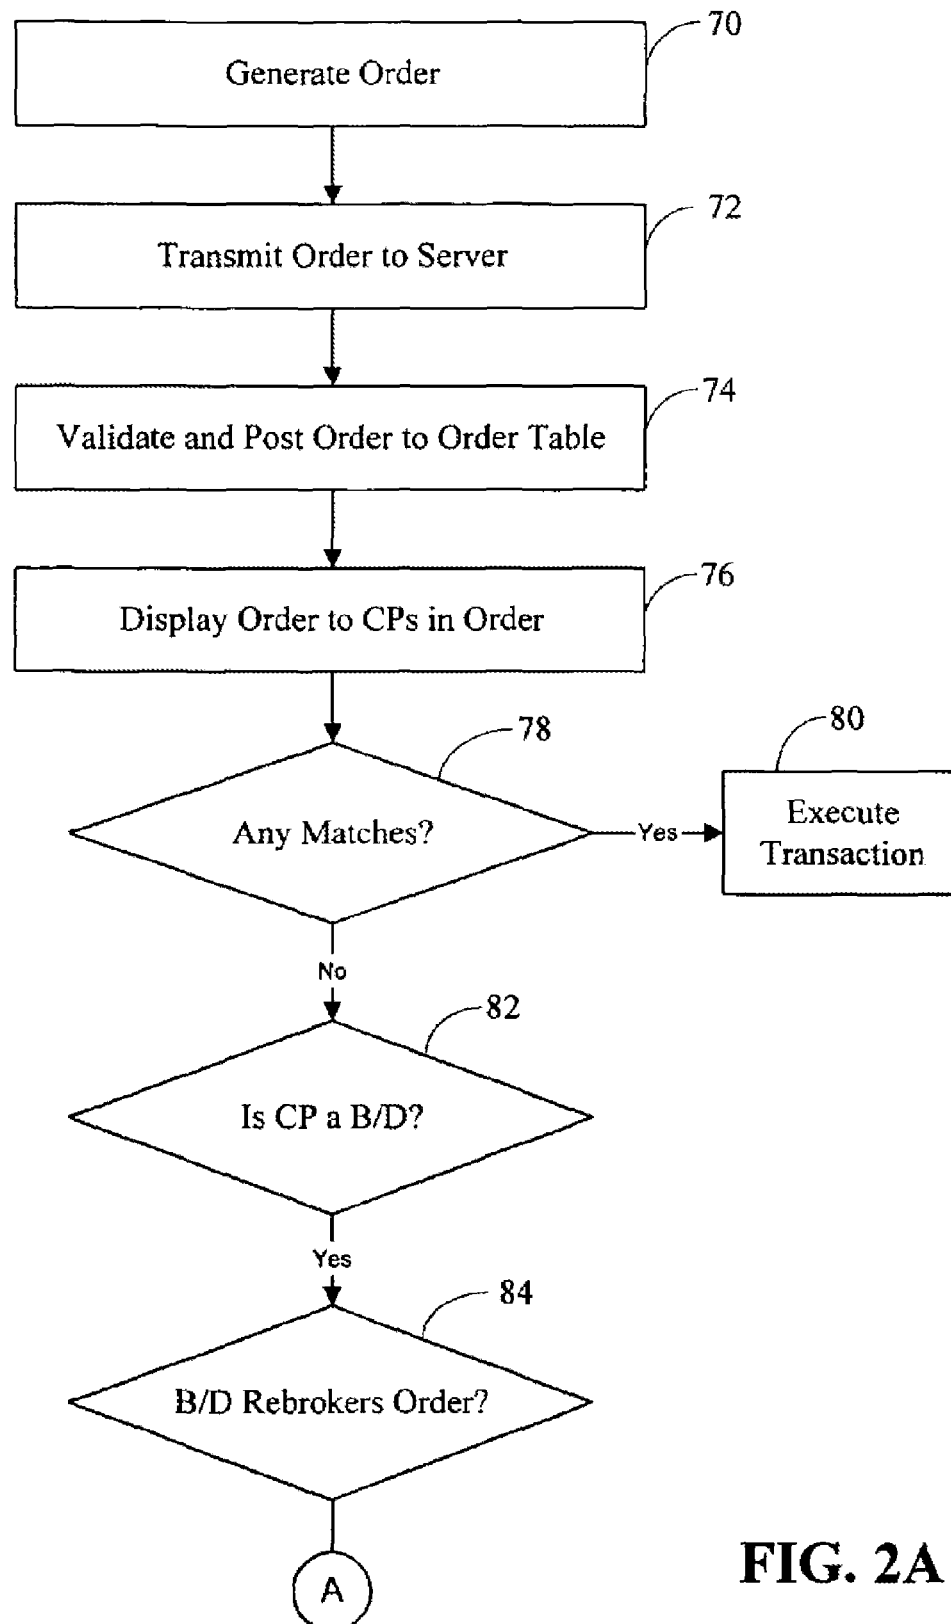 70
Generate Order
72
Transmit Order to Server
74
Validate and Post Order to Order Table
76
Display Order to CPs in Order
78
80
Any Matches?
Yes
Execute
Transaction
No
82
Is CP a B/D?
Yes
84
B/D Rebrokers Order?
A
FIG. 2A